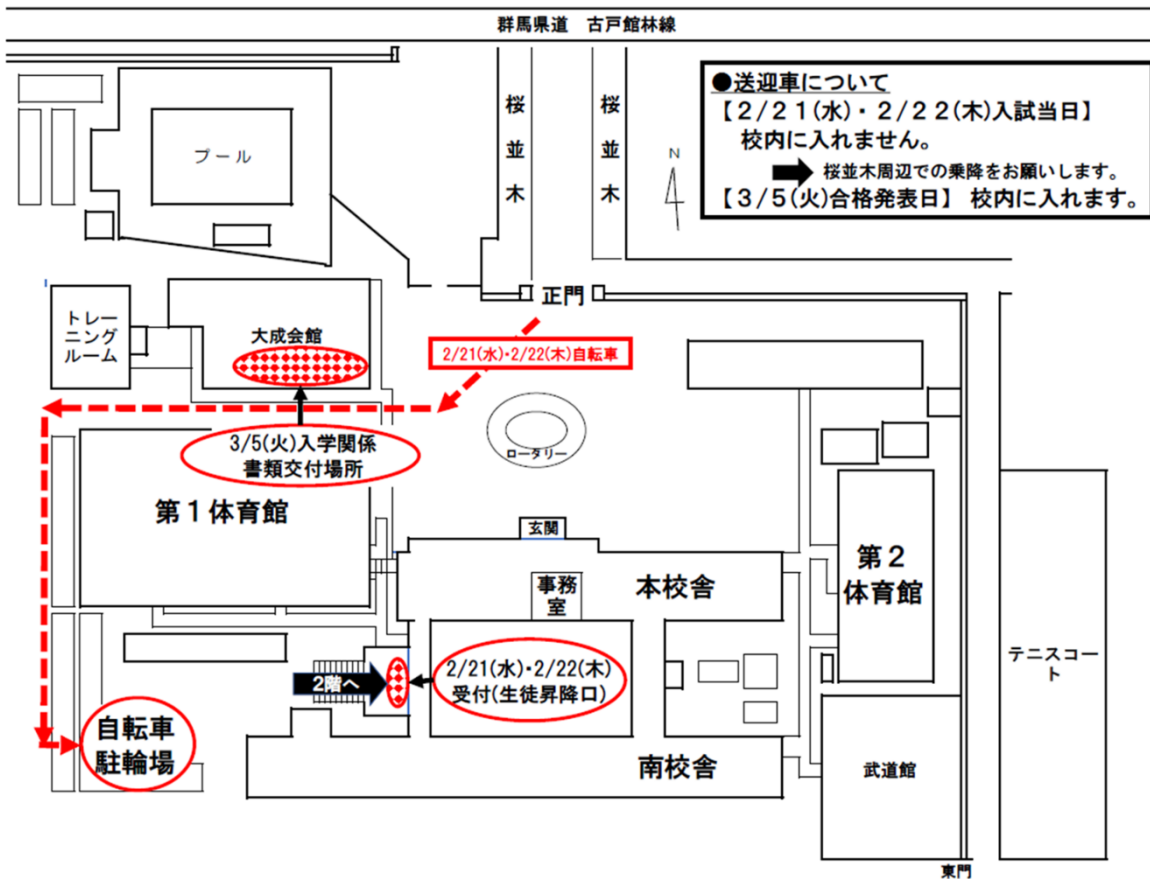 群馬県道　古戸館林線
桜並木
桜並木
●送迎車について
【２/２１(水)・２/２２(木)入試当日】
校内に入れません。
桜並木周辺での乗降をお願いします。
【３/５(火)合格発表日】 校内に入れます。
N
プール
正門
トレー
ニング
ルーム
大成会館
2/21(水)・2/22(木)自転車
3/5(火)入学関係
書類交付場所
ロータリー
第１体育館
玄関
事務
室
本校舎
第２
体育館
2階へ
2/21(水)・2/22(木)
受付(生徒昇降口)
テニスコー
ト
自転車
駐輪場
南校舎
武道館
東門